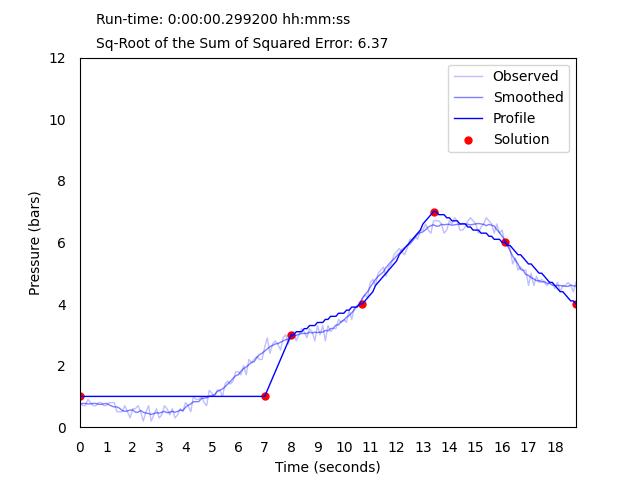 Run-time: 0:00:00.299200 hh:mm:ss
Sq-Root of the Sum of Squared Error: 6.37
12
10
8
6
4
2
0
Pressure (bars)
Observed
Smoothed
Profile
Solution
0 1 2 3 4 5 6 7 8 9 10 11 12 13 14 15 16 17 18
Time (seconds)